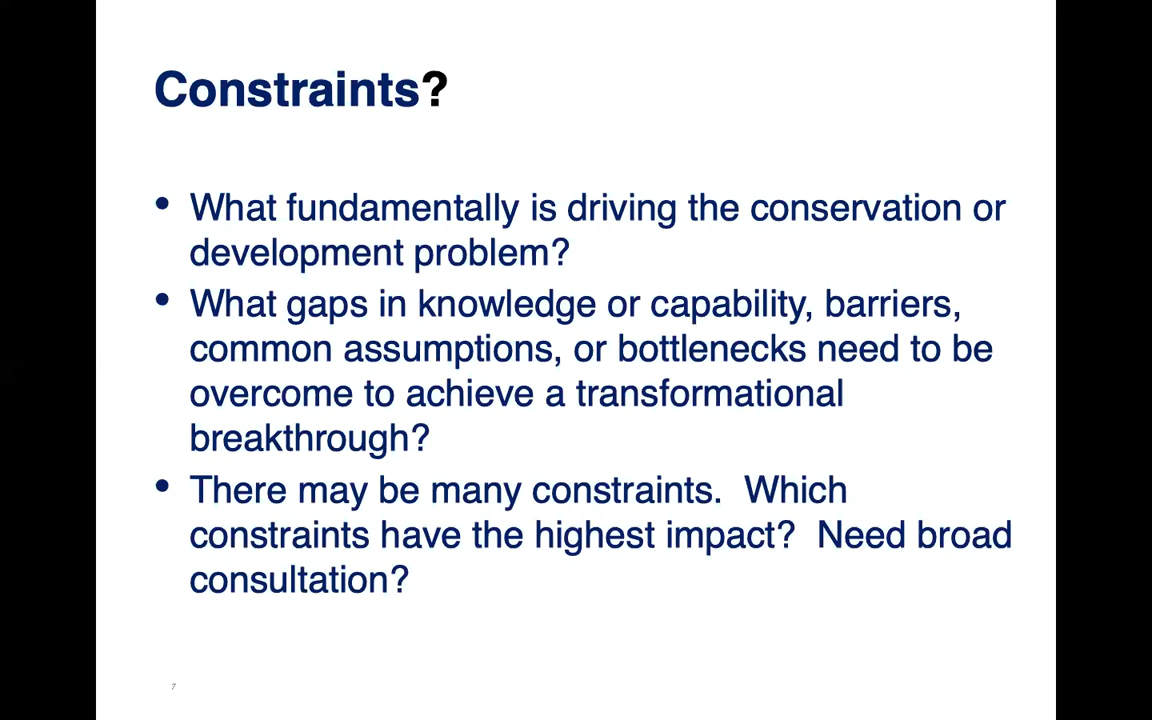 Constraints?
• What fundamentally is driving the conservation or
development problem?
• What gaps in knowledge or capability, barriers,
common assumptions, or bottlenecks need to be
overcome to achieve a transformational
breakthrough?
• There may be many constraints.  Which
constraints have the highest impact?  Need broad
consultation?
7